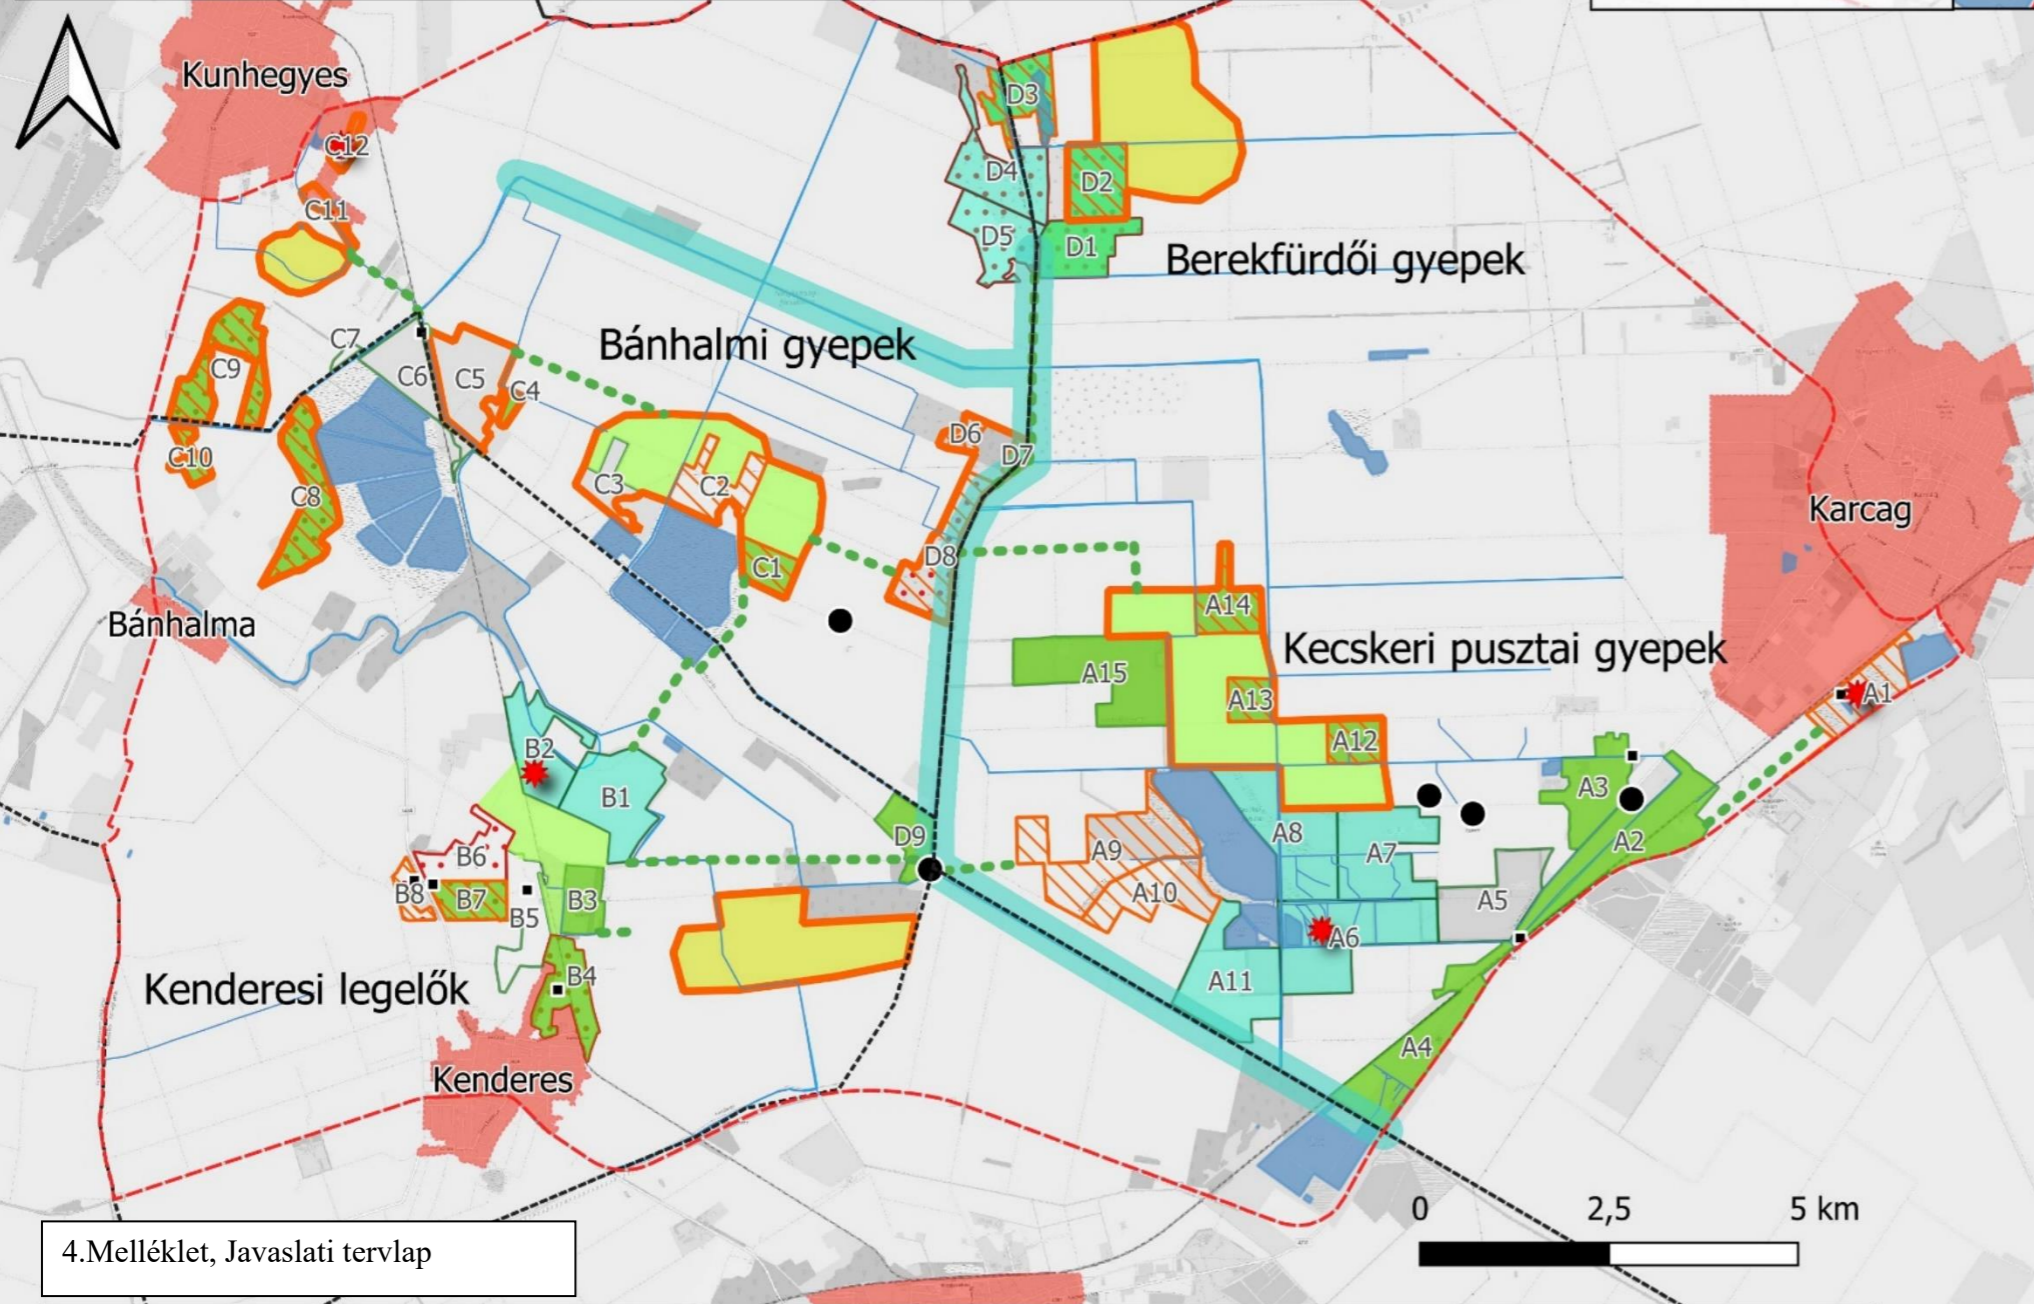 Kunhegyes
D3
C12
D4
D2
C11
D5
D1
Berekfürdői gyepek
C7
Bánhalmi gyepek
C9
C6
C5
C4
D6
D7
C10
C8
C3
C2
Karcag
D8
C1
A14
Bánhalma
Kecskeri pusztai gyepek
A15
A13
A1
B2
A12
B1
A3
D9
A8
A2
B6
A9
A7
B8
B7
B3
A10
A5
B5
A6
B4
A11
Kenderesi legelők
A4
Kenderes
0 2,5 5 km
4.Melléklet, Javaslati tervlap